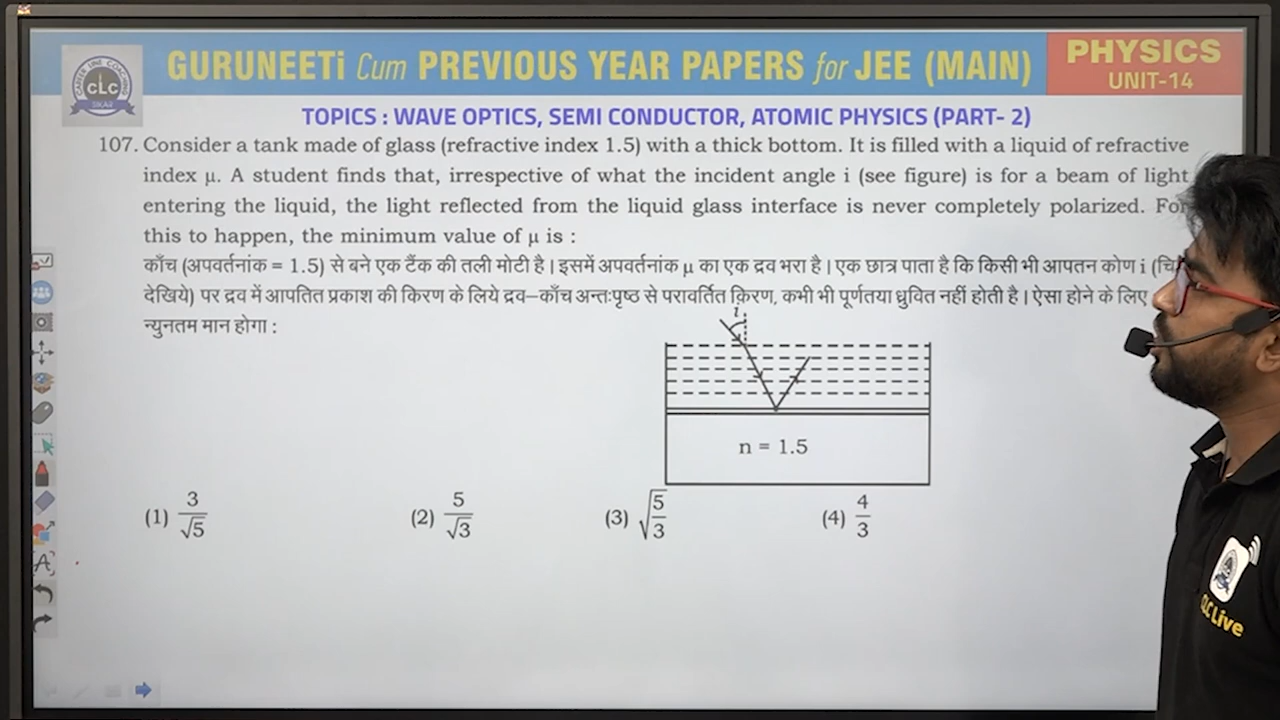 GURUNEETi Cum PREVIOUS YEAR PAPERS for JEE (MAIN)
PHYSICS
UNIT-14
CAREER LINE COACHING
CLC
SIKAR
TOPICS : WAVE OPTICS, SEMI CONDUCTOR, ATOMIC PHYSICS (PART- 2)
107. Consider a tank made of glass (refractive index 1.5) with a thick bottom. It is filled with a liquid of refractive
index μ. A student finds that, irrespective of what the incident angle i (see figure) is for a beam of light
entering the liquid, the light reflected from the liquid glass interface is never completely polarized. For
this to happen, the minimum value of μ is :
काँच (अपवर्तनांक = 1.5) से बने एक टैंक की तली मोटी है। इसमें अपवर्तनांक μ का एक द्रव भरा है। एक छात्र पाता है कि किसी भी आपतन कोण i
देखिये) पर द्रव में आपतित प्रकाश की किरण के लिये द्रव–काँच अन्तःपृष्ठ से परावर्तित क़िरण, कभी भी पूर्णतया ध्रुवित नहीं होती है। ऐसा होने के लिए
न्युनतम मान होगा :
i
n = 1.5
(1) 3/√5 (2) 5/√3 (3) √(5/3) (4) 4/3
CLC Live